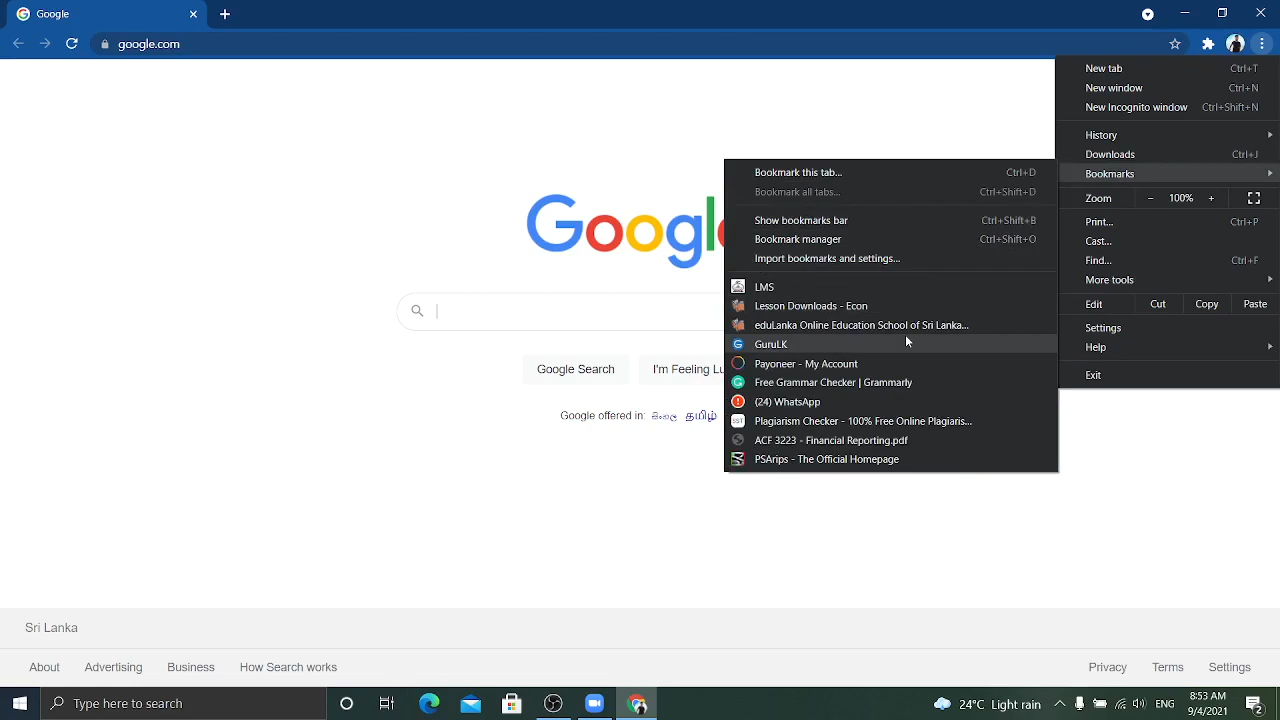 Google
google.com
New tab Ctrl+T
New window Ctrl+N
New Incognito window Ctrl+Shift+N
History
Downloads Ctrl+J
Bookmarks
Zoom − 100% +
Print... Ctrl+P
Cast...
Find... Ctrl+F
More tools
Edit Cut Copy Paste
Settings
Help
Exit
Bookmark this tab... Ctrl+D
Bookmark all tabs... Ctrl+Shift+D
Show bookmarks bar Ctrl+Shift+B
Bookmark manager Ctrl+Shift+O
Import bookmarks and settings...
LMS
Lesson Downloads - Econ
eduLanka Online Education School of Sri Lanka...
GuruLK
Payoneer - My Account
Free Grammar Checker | Grammarly
(24) WhatsApp
Plagiarism Checker - 100% Free Online Plagiaris...
ACF 3223 - Financial Reporting.pdf
PSArips - The Official Homepage
Googl
Google Search I'm Feeling Lu
Google offered in: සිංහල தமிழ்
Sri Lanka
About Advertising Business How Search works Privacy Terms Settings
Type here to search
24°C Light rain ENG
8:53 AM
9/4/2021
2